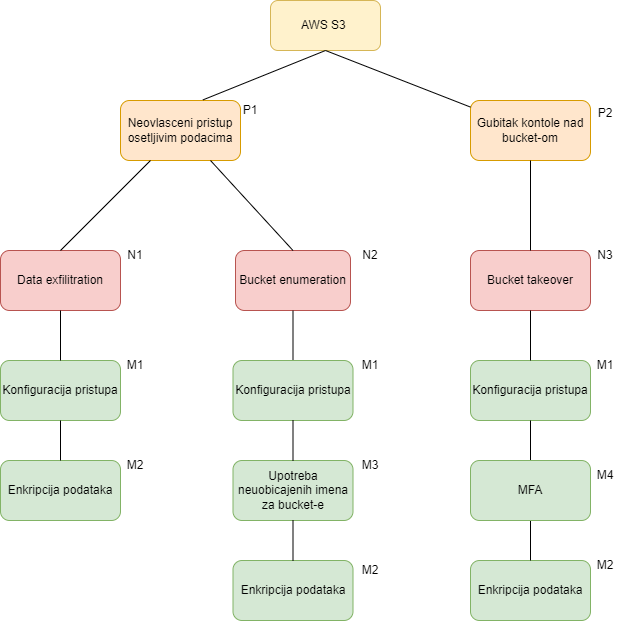 AWS S3
Neovlasceni pristup
osetljivim podacima
P1
Gubitak kontole nad
bucket-om
P2
Data exfilitration
N1
Bucket enumeration
N2
Bucket takeover
N3
Konfiguracija pristupa
M1
Konfiguracija pristupa
M1
Konfiguracija pristupa
M1
Enkripcija podataka
M2
Upotreba
neuobicajenih imena
za bucket-e
M3
MFA
M4
Enkripcija podataka
M2
Enkripcija podataka
M2